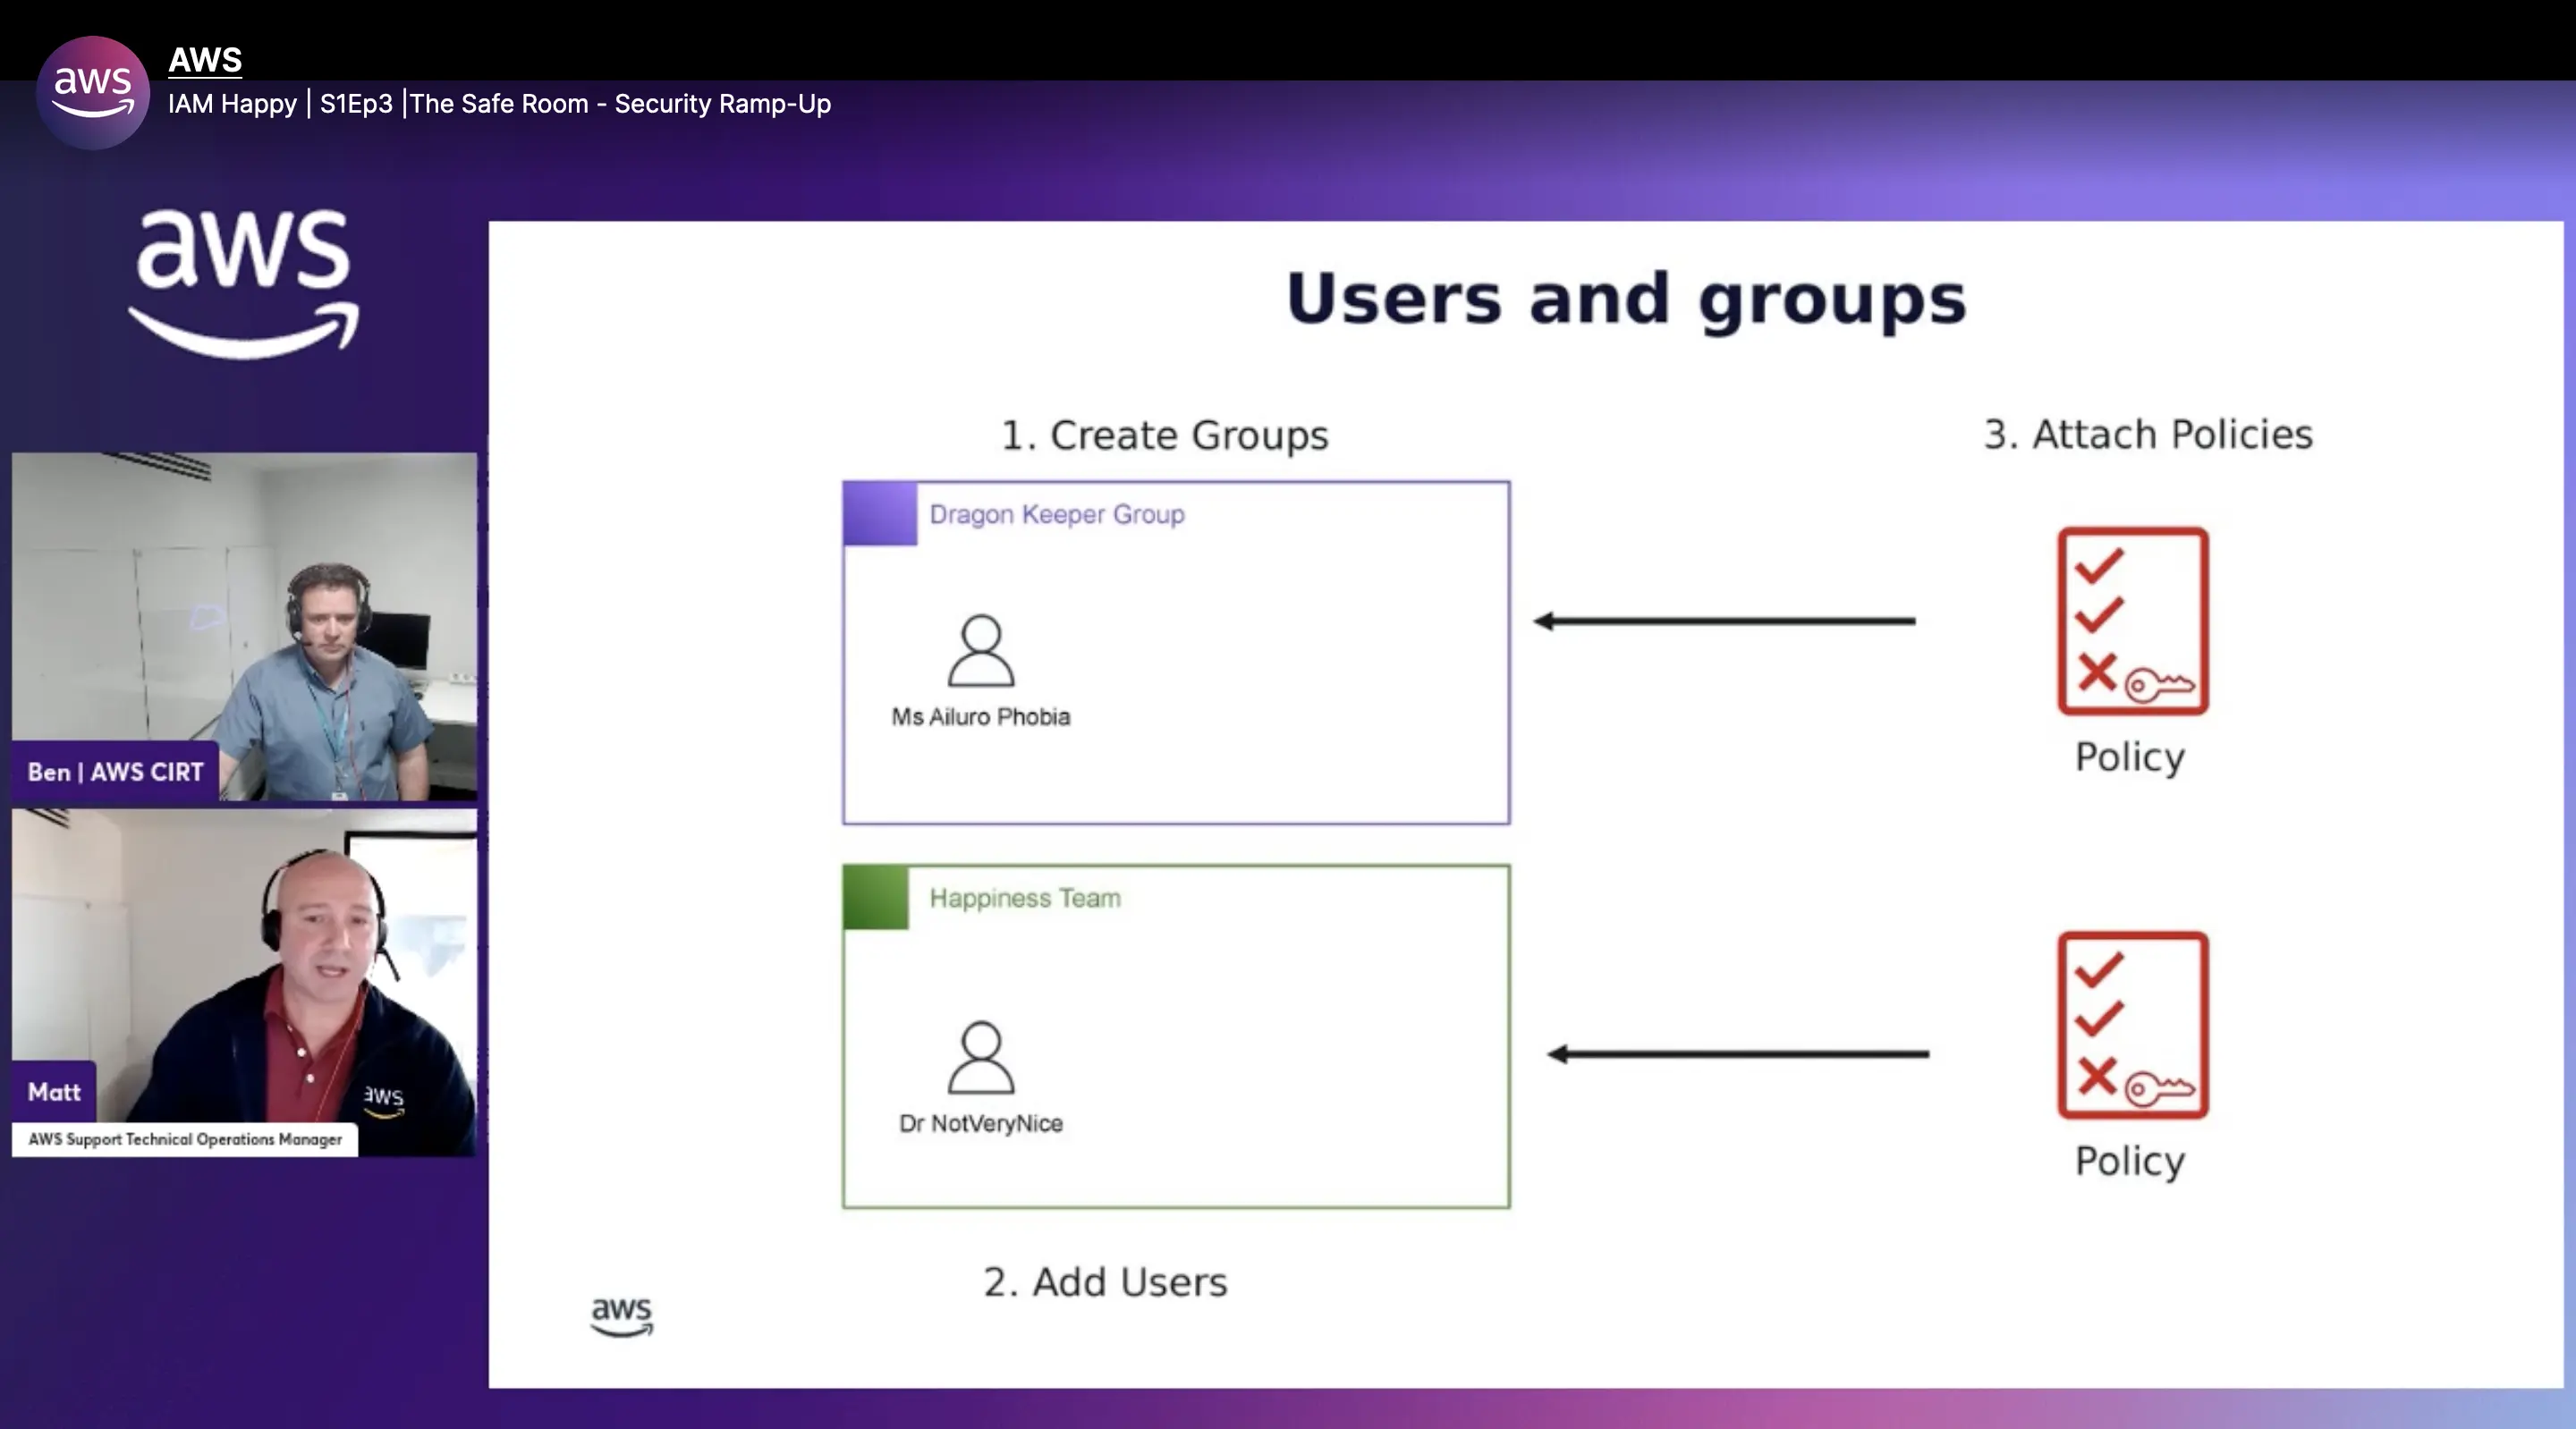 aws
AWS
IAM Happy | S1Ep3 |The Safe Room - Security Ramp-Up
aws
Users and groups
1. Create Groups
3. Attach Policies
Dragon Keeper Group
Ms Ailuro Phobia
Policy
Happiness Team
Dr NotVeryNice
Policy
2. Add Users
aws
Ben | AWS CIRT
aws
Matt
AWS Support Technical Operations Manager